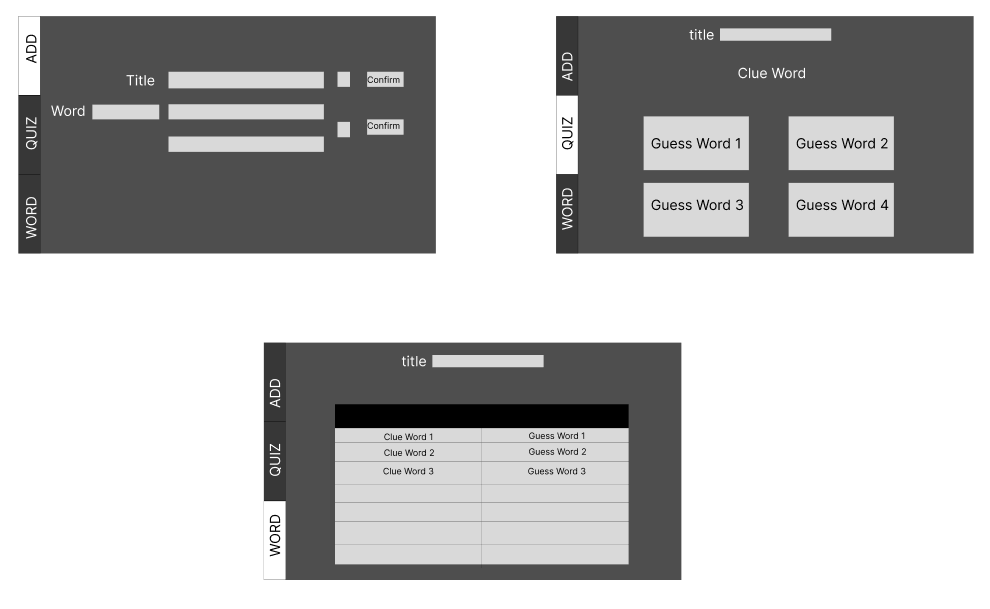 ADD
QUIZ
WORD
Title
Confirm
Word
Confirm
ADD
QUIZ
WORD
title
Clue Word
Guess Word 1
Guess Word 2
Guess Word 3
Guess Word 4
ADD
QUIZ
WORD
title
Clue Word 1 Guess Word 1
Clue Word 2 Guess Word 2
Clue Word 3 Guess Word 3